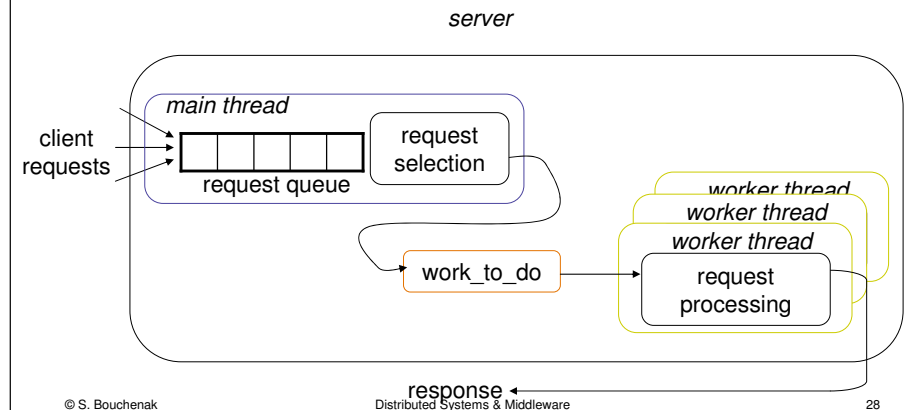 server
main thread
client
requests
request queue
request
selection
worker thread
worker thread
worker thread
work_to_do
request
processing
response
© S. Bouchenak
Distributed Systems & Middleware
28